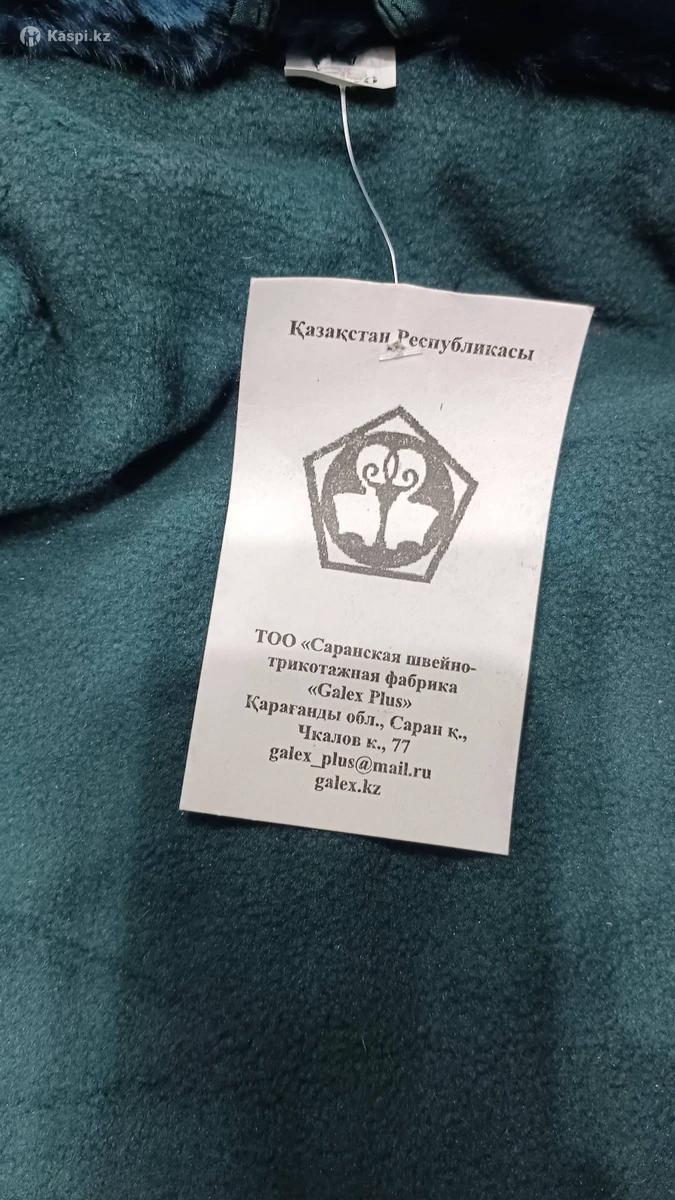 Kaspi.kz
Қазақстан Республикасы
ТОО «Саранская швейно-
трикотажная фабрика
«Galex Plus»
Қарағанды обл., Саран қ.,
Чкалов к., 77
galex_plus@mail.ru
galex.kz